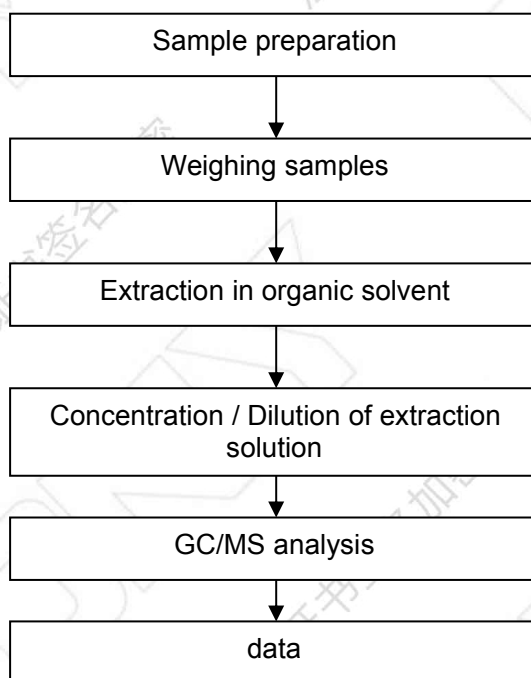 Sample preparation
Weighing samples
Extraction in organic solvent
Concentration / Dilution of extraction
solution
GC/MS analysis
data